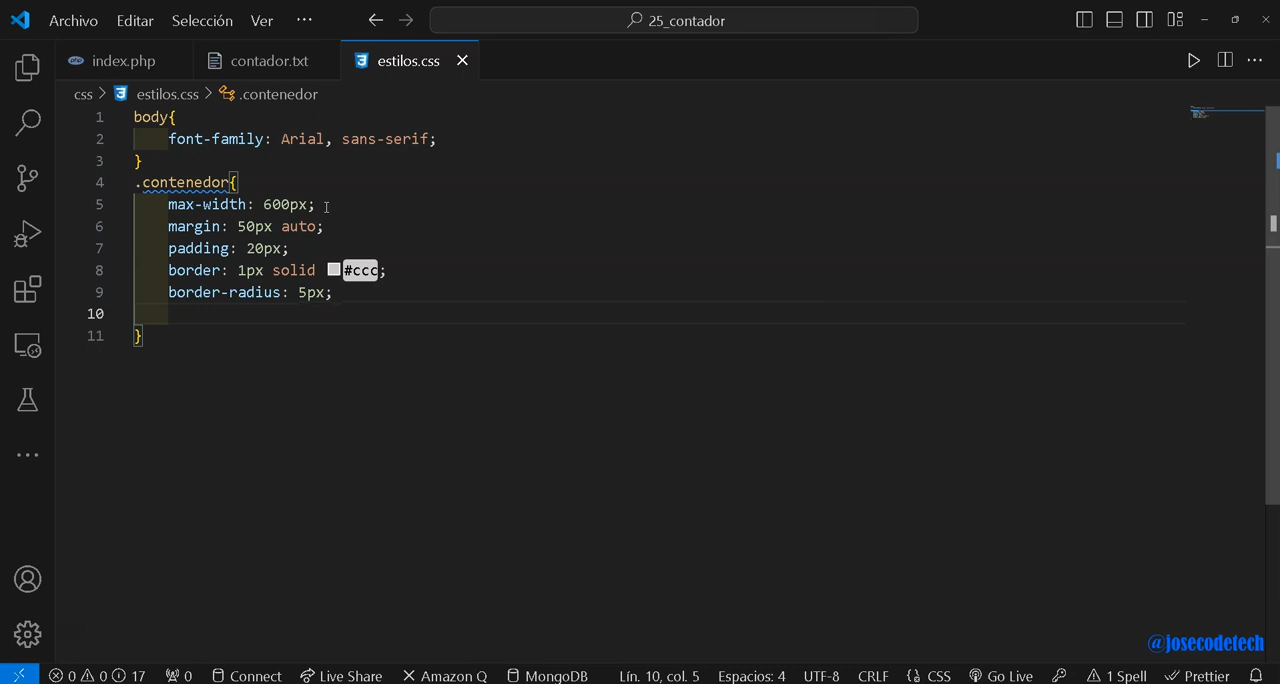 Archivo Editar Selección Ver ··· 25_contador
index.php contador.txt estilos.css
css > estilos.css > .contenedor
1 body{
2 font-family: Arial, sans-serif;
3 }
4 .contenedor{
5 max-width: 600px;
6 margin: 50px auto;
7 padding: 20px;
8 border: 1px solid #ccc;
9 border-radius: 5px;
10
11 }
@josecodetech
0 0 17 0 Connect Live Share Amazon Q MongoDB Lín. 10, col. 5 Espacios: 4 UTF-8 CRLF {} CSS Go Live 1 Spell Prettier